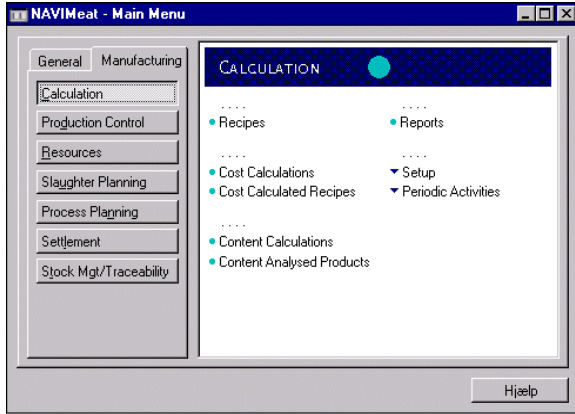 NAVIMeat - Main Menu
General Manufacturing
Calculation
Production Control
Resources
Slaughter Planning
Process Planning
Settlement
Stock Mgt/Traceability
CALCULATION
. . . .
Recipes
. . . .
Cost Calculations
Cost Calculated Recipes
. . . .
Content Calculations
Content Analysed Products
. . . .
Reports
. . . .
Setup
Periodic Activities
Hjælp